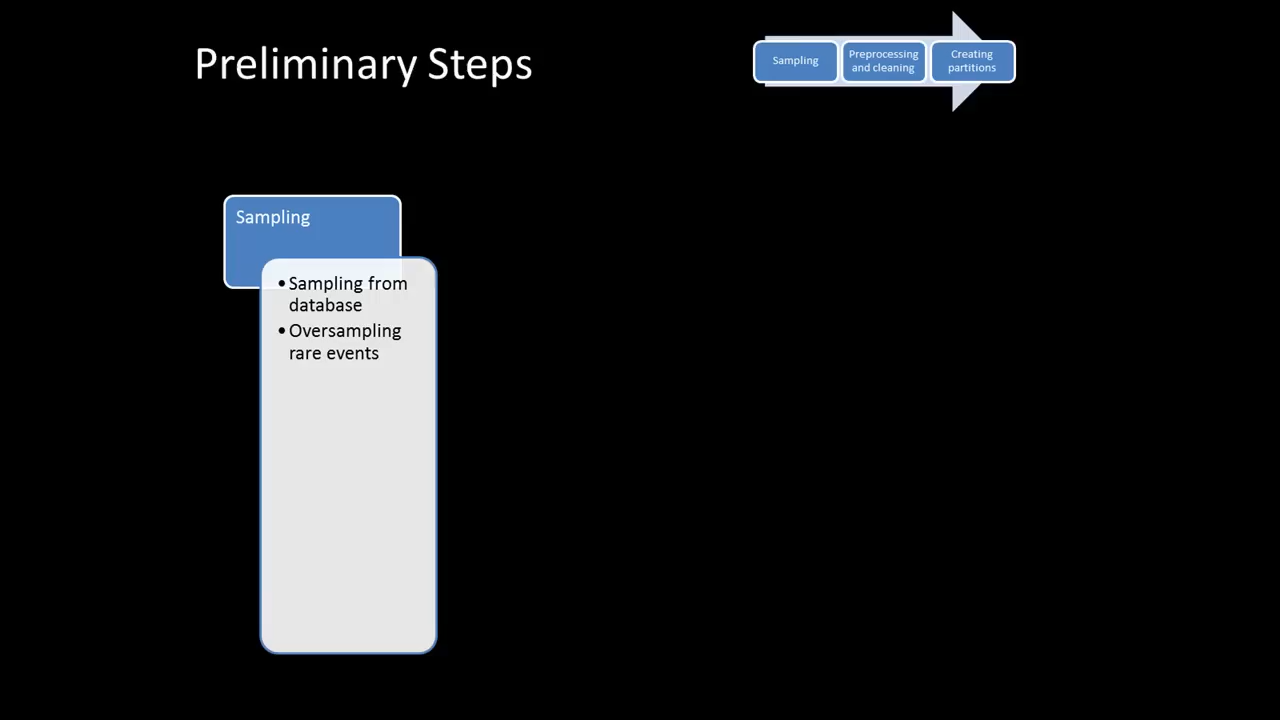 Preliminary Steps
Sampling
Preprocessing
and cleaning
Creating
partitions
Sampling
•Sampling from
database
•Oversampling
rare events